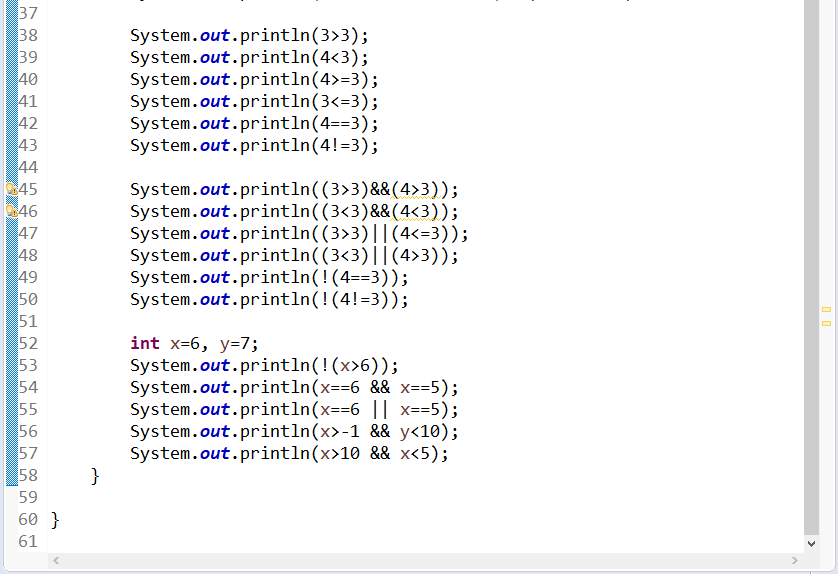 37
38 System.out.println(3>3);
39 System.out.println(4<3);
40 System.out.println(4>=3);
41 System.out.println(3<=3);
42 System.out.println(4==3);
43 System.out.println(4!=3);
44
45 System.out.println((3>3)&&(4>3));
46 System.out.println((3<3)&&(4<3));
47 System.out.println((3>3)||(4<=3));
48 System.out.println((3<3)||(4>3));
49 System.out.println(!(4==3));
50 System.out.println(!(4!=3));
51
52 int x=6, y=7;
53 System.out.println(!(x>6));
54 System.out.println(x==6 && x==5);
55 System.out.println(x==6 || x==5);
56 System.out.println(x>-1 && y<10);
57 System.out.println(x>10 && x<5);
58 }
59
60 }
61